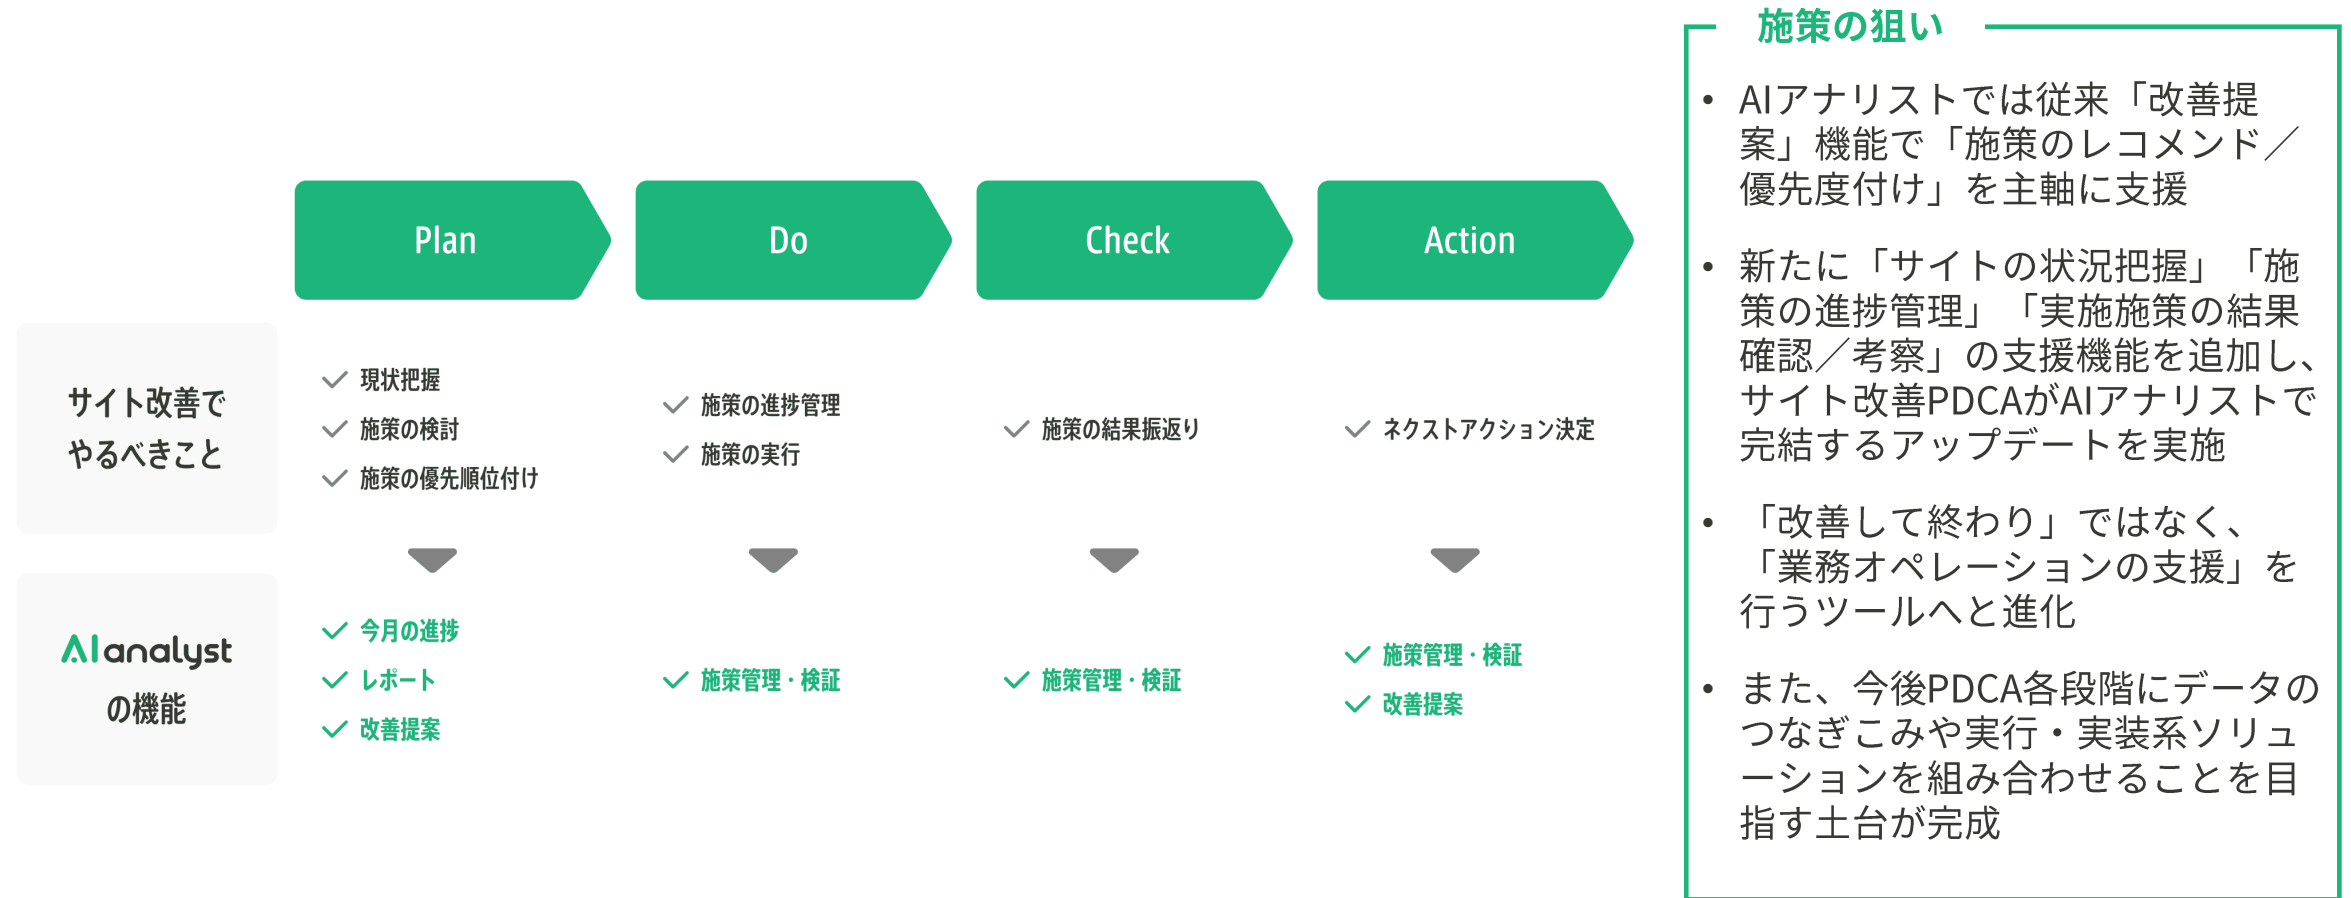 Plan
Do
Check
Action
サイト改善で
やるべきこと
現状把握
施策の検討
施策の優先順位付け
施策の進捗管理
施策の実行
施策の結果振返り
ネクストアクション決定
AI analyst
の機能
今月の進捗
レポート
改善提案
施策管理・検証
施策管理・検証
施策管理・検証
改善提案
施策の狙い
• AIアナリストでは従来「改善提
案」機能で「施策のレコメンド／
優先度付け」を主軸に支援
• 新たに「サイトの状況把握」「施
策の進捗管理」「実施施策の結果
確認／考察」の支援機能を追加し、
サイト改善PDCAがAIアナリストで
完結するアップデートを実施
• 「改善して終わり」ではなく、
「業務オペレーションの支援」を
行うツールへと進化
• また、今後PDCA各段階にデータの
つなぎこみや実行・実装系ソリュ
ーションを組み合わせることを目
指す土台が完成